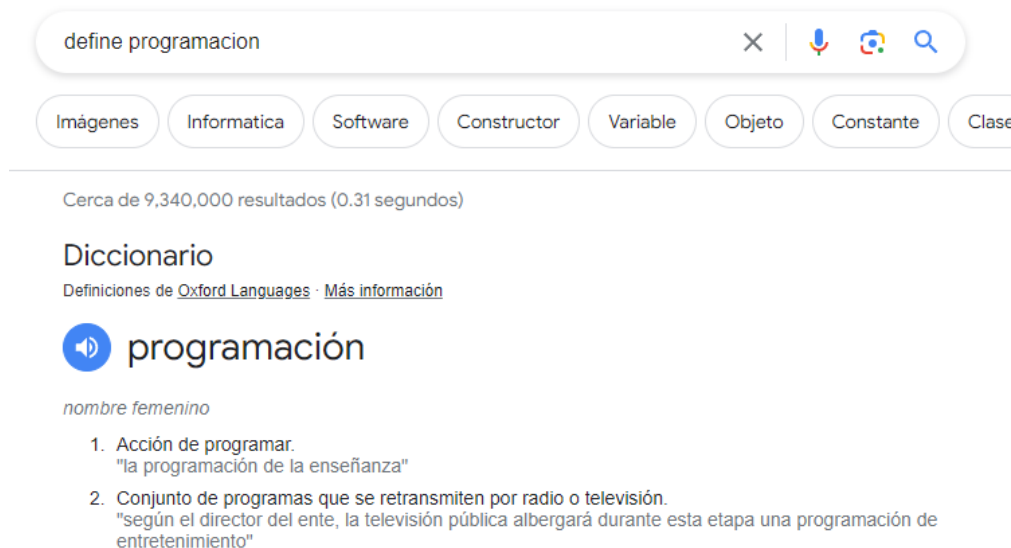 define programacion
Imágenes Informatica Software Constructor Variable Objeto Constante Clase
Cerca de 9,340,000 resultados (0.31 segundos)
Diccionario
Definiciones de Oxford Languages · Más información
programación
nombre femenino
1. Acción de programar.
"la programación de la enseñanza"
2. Conjunto de programas que se retransmiten por radio o televisión.
"según el director del ente, la televisión pública albergará durante esta etapa una programación de
entretenimiento"